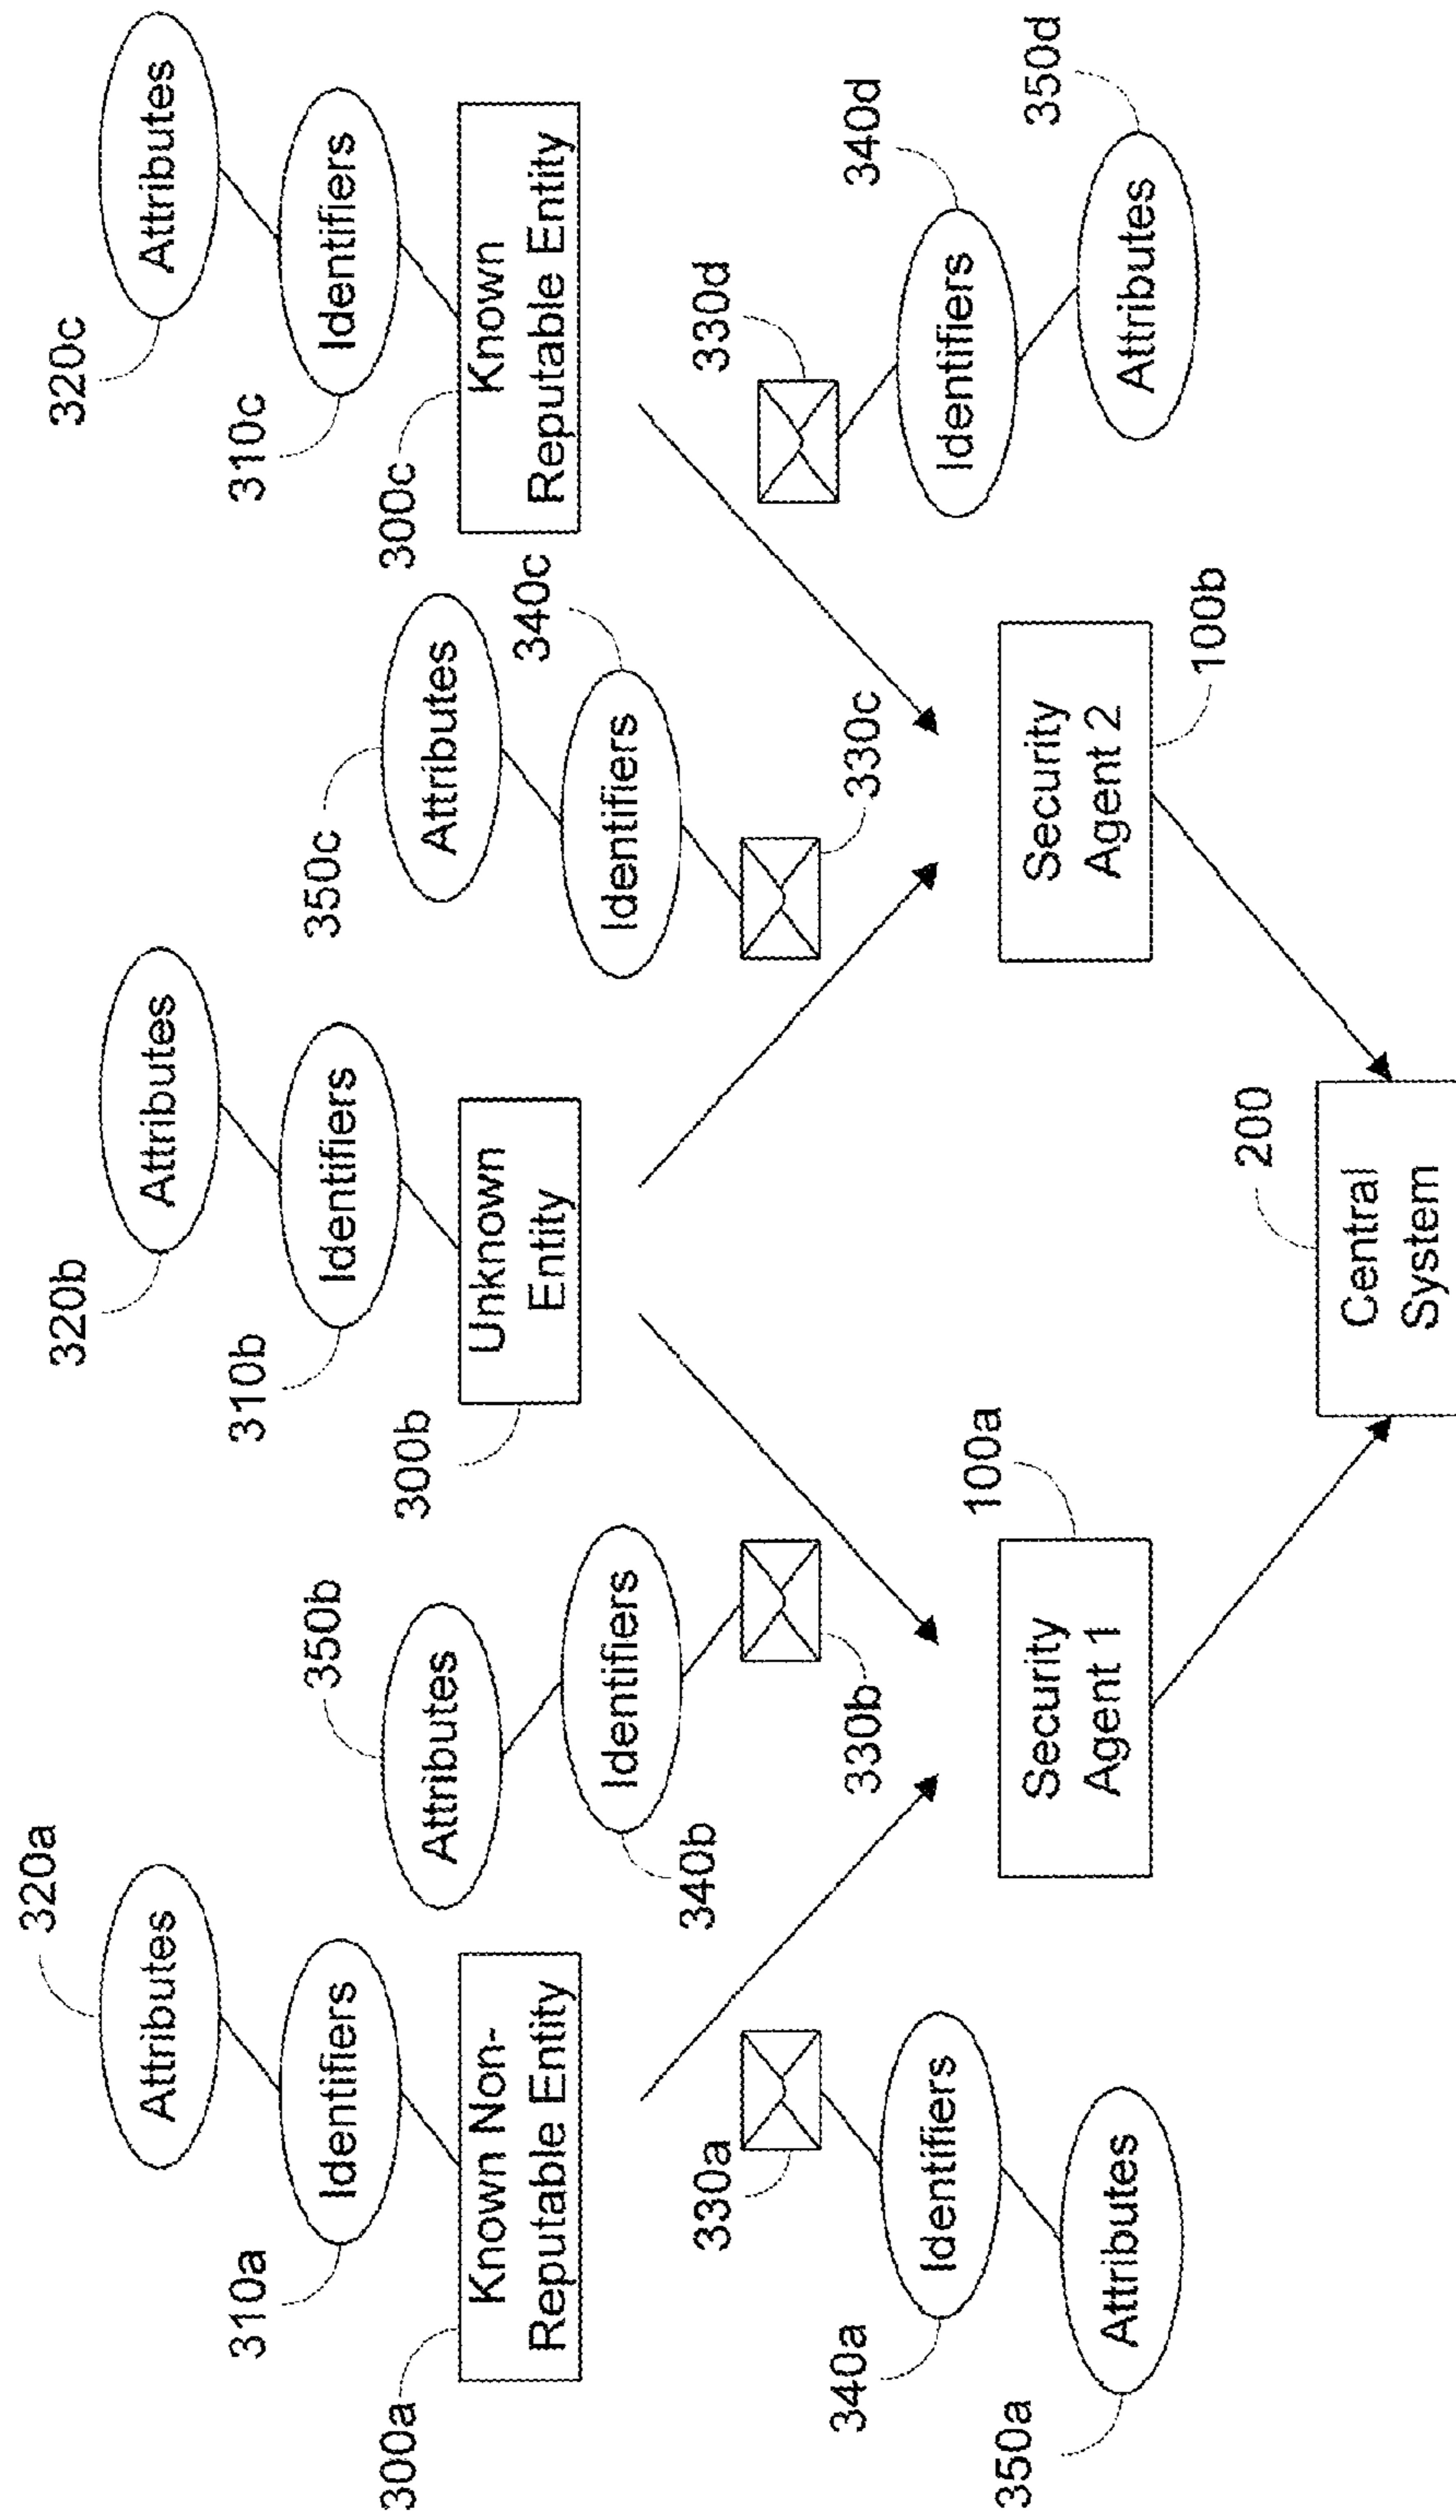 320a
Attributes
320b
Attributes
320c
Attributes
310a
Identifiers
310b
Identifiers
310c
Identifiers
300a
Known Non-
Reputable Entity
350b
Attributes
300b
Unknown
Entity
350c
Attributes
300c
Known
Reputable Entity
340b
Identifiers
340c
Identifiers
330a
330b
330c
330d
340a
Identifiers
340d
Identifiers
350a
Attributes
350d
Attributes
100a
Security
Agent 1
Security
Agent 2
100b
200
Central
System